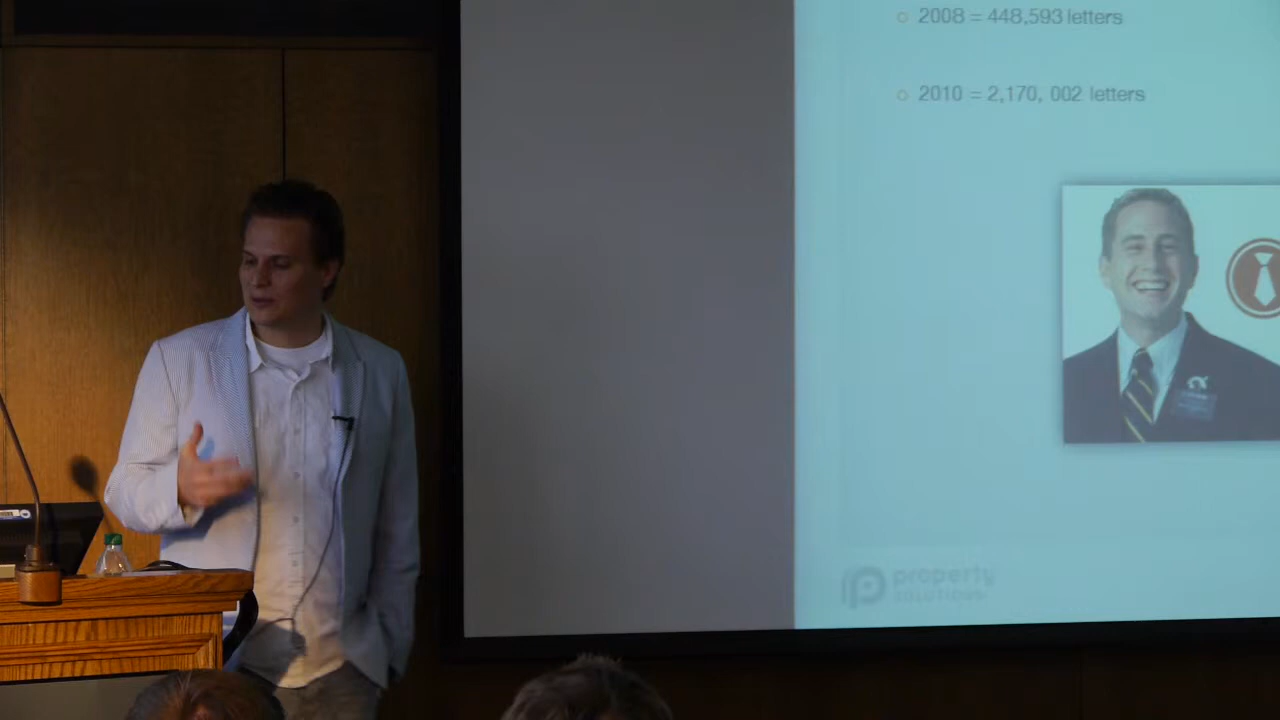 2008 = 448,593 letters
2010 = 2,170, 002 letters
property
solutions